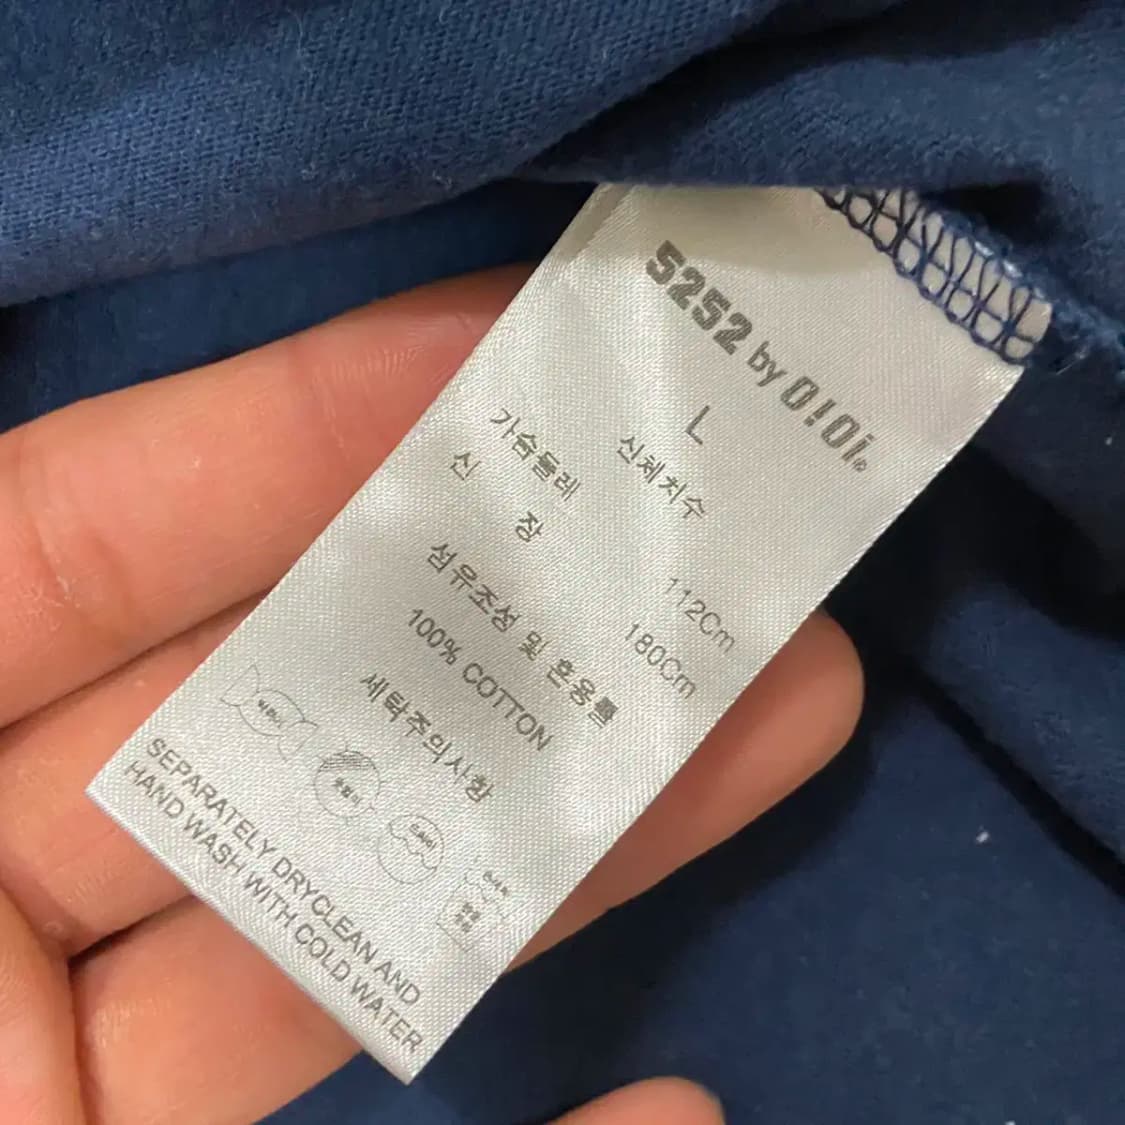 5252 by O!Oi®
L
신체치수
가슴둘레 112Cm
신 장 180Cm
섬유조성 및 혼용률
100% COTTON
세탁주의사항
SEPARATELY DRYCLEAN AND
HAND WASH WITH COLD WATER